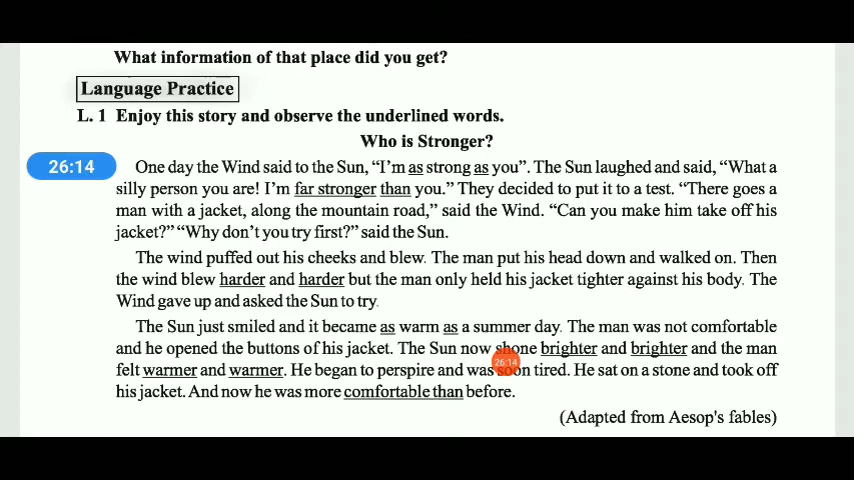 What information of that place did you get?
Language Practice
L. 1 Enjoy this story and observe the underlined words.
Who is Stronger?
26:14
One day the Wind said to the Sun, “I’m as strong as you”. The Sun laughed and said, “What a
silly person you are! I’m far stronger than you.” They decided to put it to a test. “There goes a
man with a jacket, along the mountain road,” said the Wind. “Can you make him take off his
jacket?” “Why don’t you try first?” said the Sun.
The wind puffed out his cheeks and blew. The man put his head down and walked on. Then
the wind blew harder and harder but the man only held his jacket tighter against his body. The
Wind gave up and asked the Sun to try.
The Sun just smiled and it became as warm as a summer day. The man was not comfortable
and he opened the buttons of his jacket. The Sun now shone brighter and brighter and the man
26:14
felt warmer and warmer. He began to perspire and was soon tired. He sat on a stone and took off
his jacket. And now he was more comfortable than before.
(Adapted from Aesop's fables)